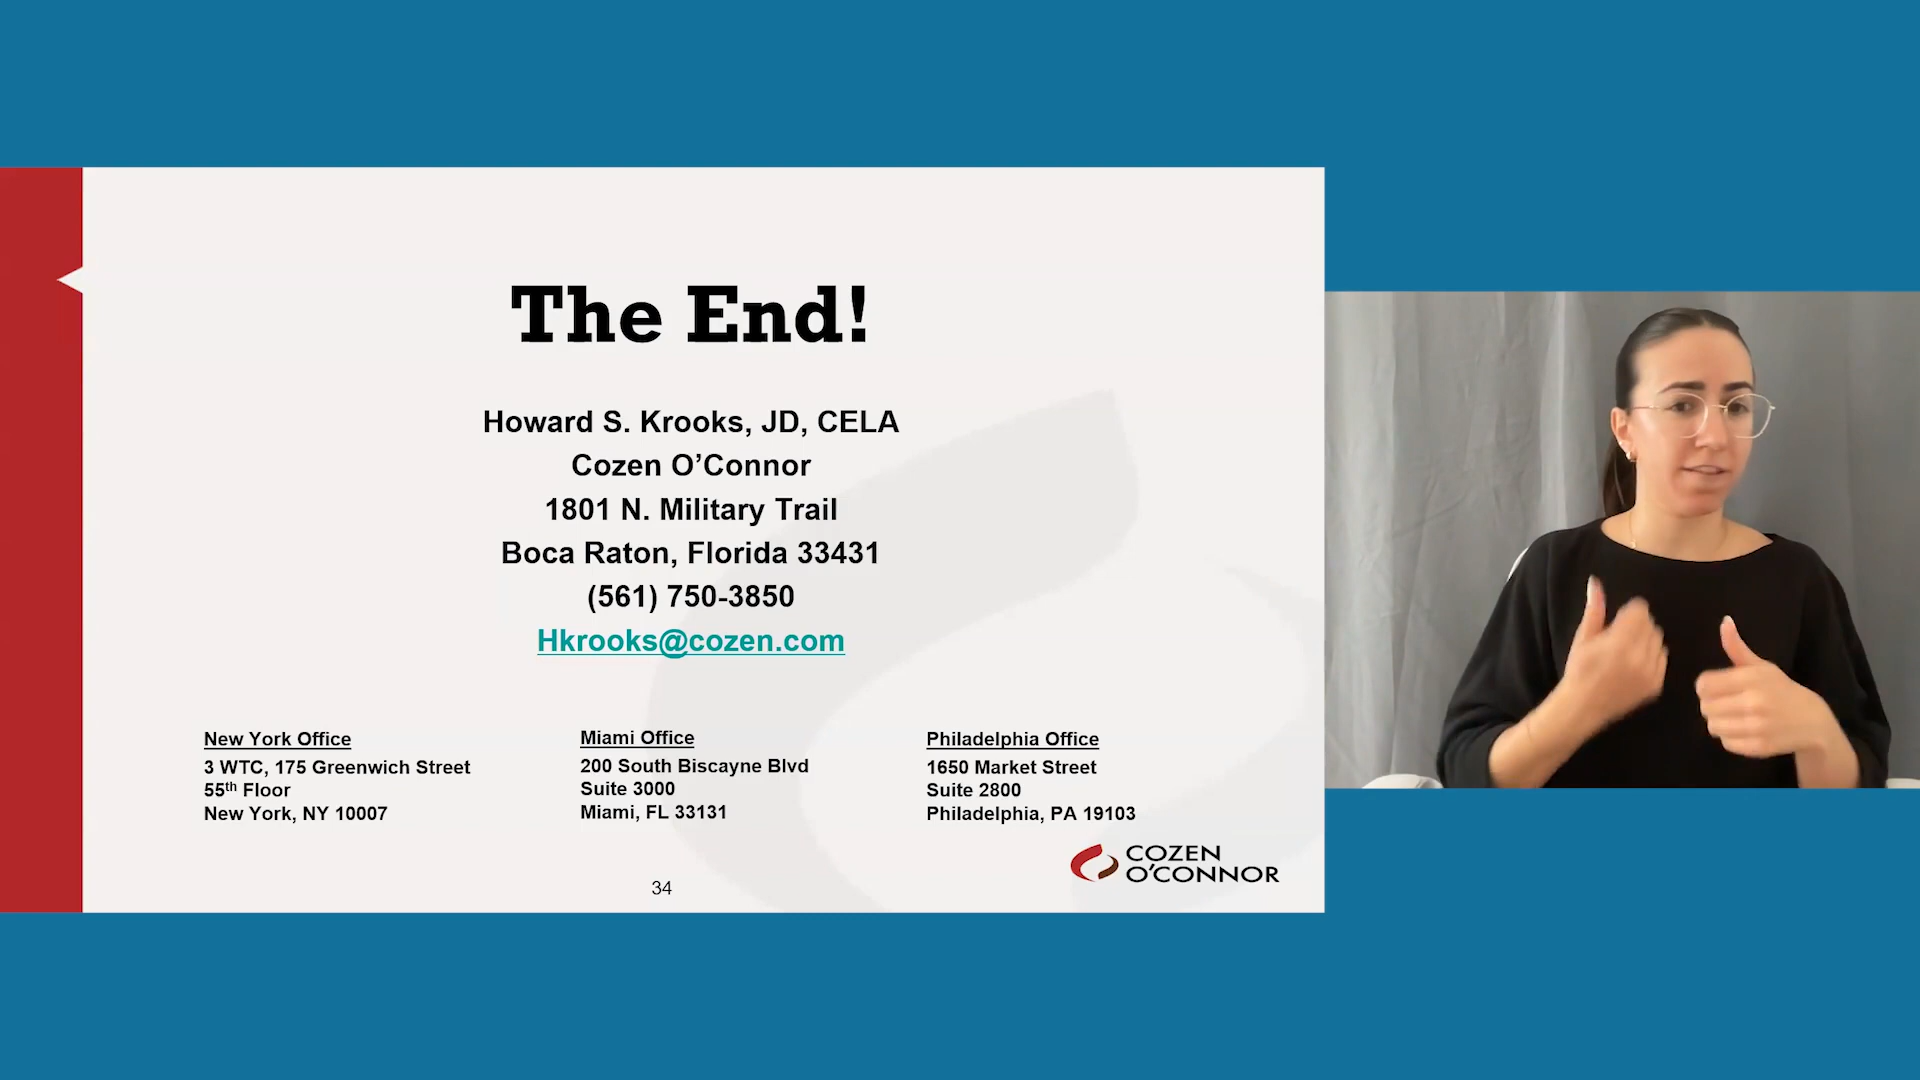 The End!
Howard S. Krooks, JD, CELA
Cozen O’Connor
1801 N. Military Trail
Boca Raton, Florida 33431
(561) 750-3850
Hkrooks@cozen.com
New York Office
3 WTC, 175 Greenwich Street
55th Floor
New York, NY 10007
Miami Office
200 South Biscayne Blvd
Suite 3000
Miami, FL 33131
Philadelphia Office
1650 Market Street
Suite 2800
Philadelphia, PA 19103
COZEN
O’CONNOR
34